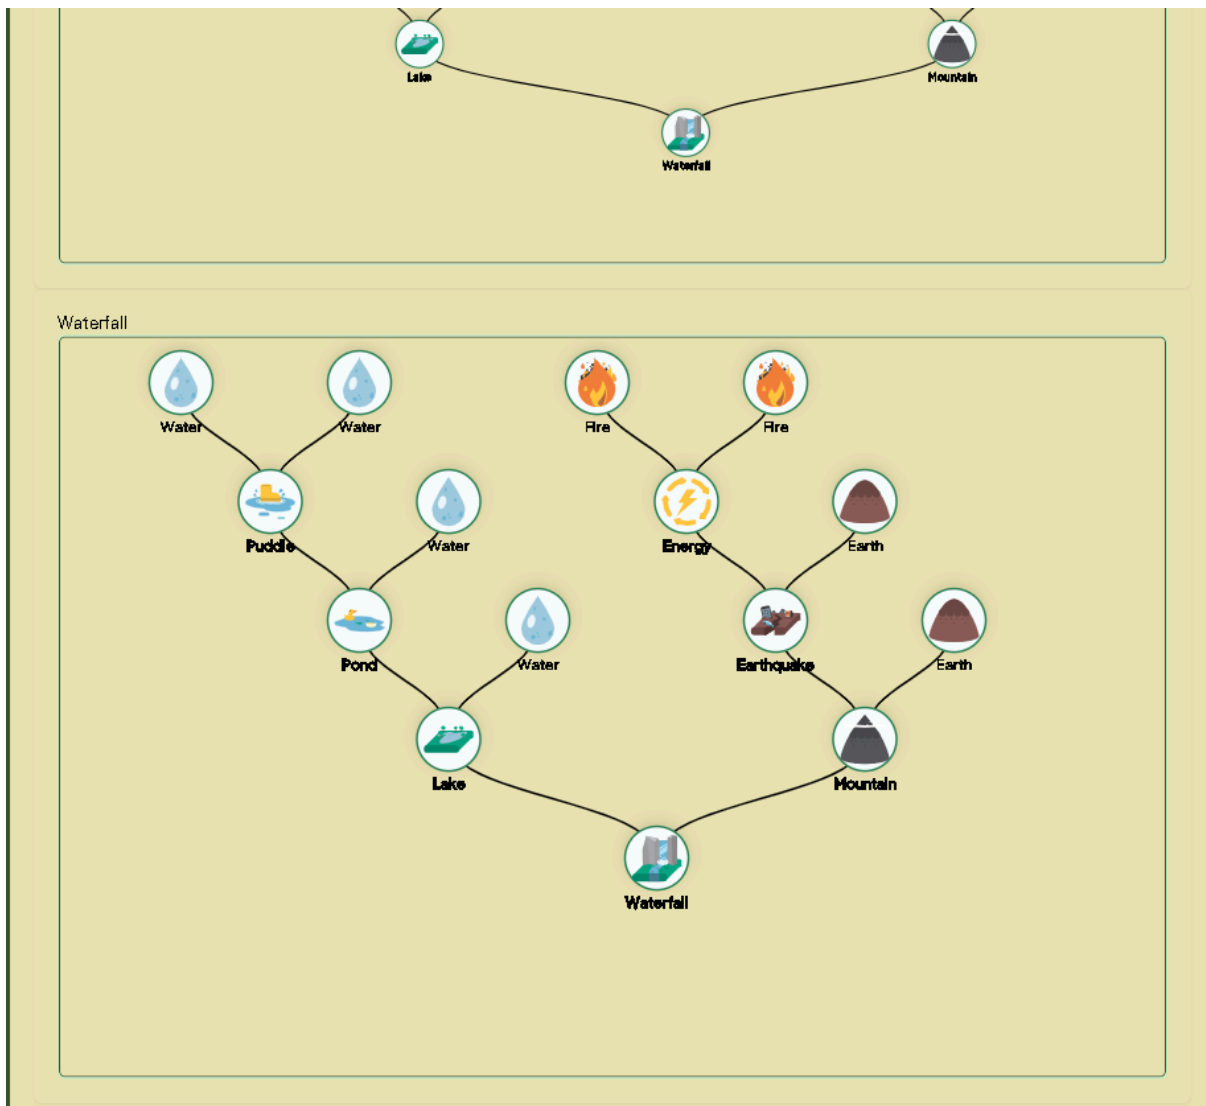 Lake
Mountain
Waterfall
Waterfall
Water
Water
Fire
Fire
Puddle
Water
Energy
Earth
Pond
Water
Earthquake
Earth
Lake
Mountain
Waterfall